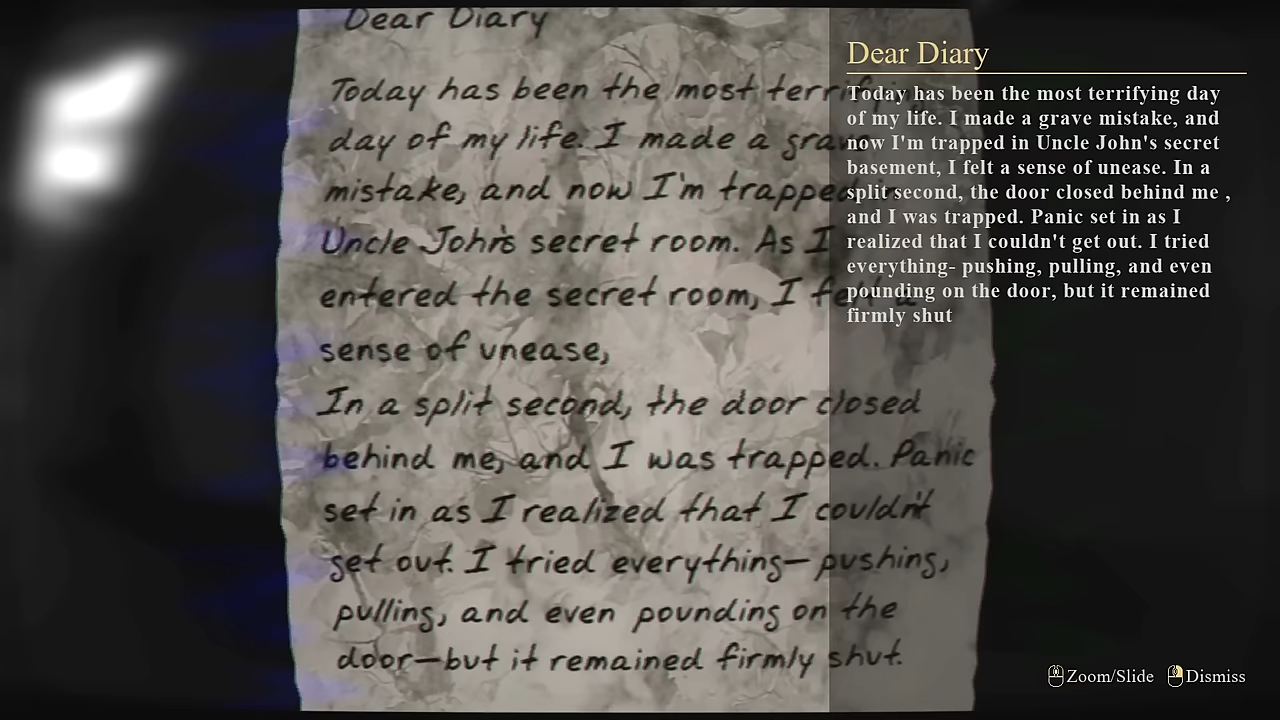 Dear Diary
Today has been the most terrifying
day of my life. I made a grave
mistake, and now I'm trapped in
Uncle John's secret room. As I
entered the secret room, I felt a
sense of unease,
In a split second, the door closed
behind me, and I was trapped. Panic
set in as I realized that I couldn't
get out. I tried everything—pushing,
pulling, and even pounding on the
door—but it remained firmly shut.
Dear Diary
Today has been the most terrifying day
of my life. I made a grave mistake, and
now I'm trapped in Uncle John's secret
basement, I felt a sense of unease. In a
split second, the door closed behind me ,
and I was trapped. Panic set in as I
realized that I couldn't get out. I tried
everything- pushing, pulling, and even
pounding on the door, but it remained
firmly shut
Zoom/Slide Dismiss